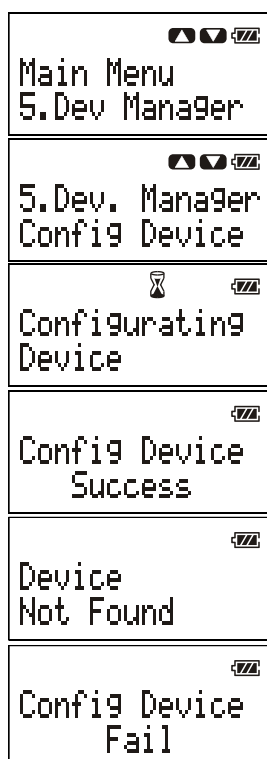 Main Menu
5.Dev Manager
5.Dev. Manager
Config Device
Configurating
Device
Config Device
Success
Device
Not Found
Config Device
Fail